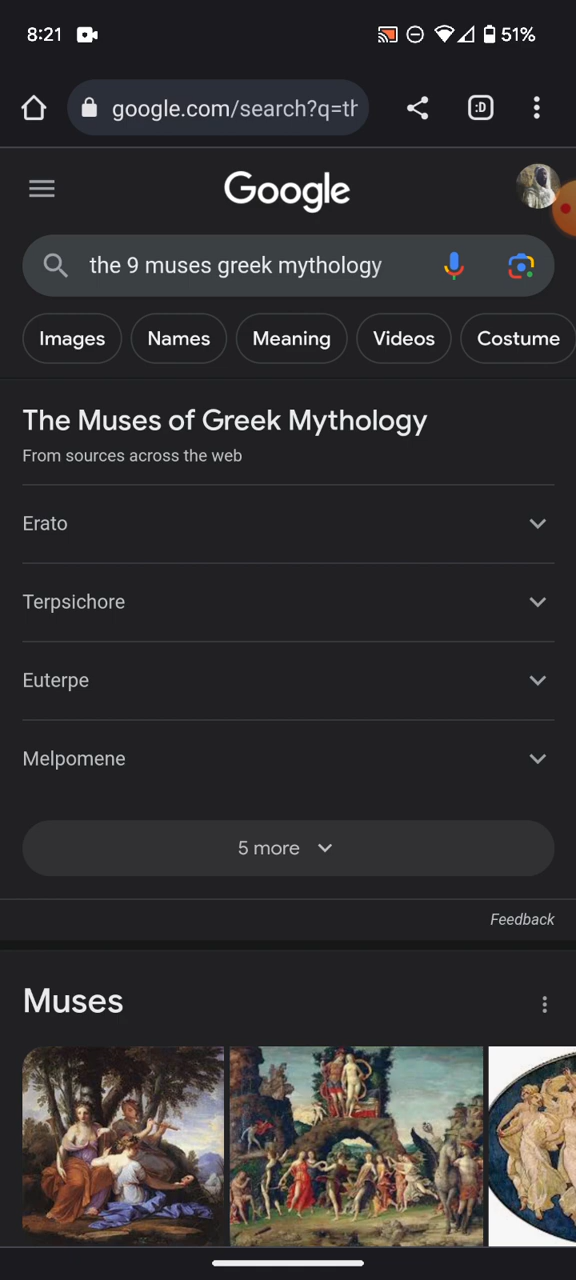 8:21
51%
google.com/search?q=th
:D
Google
the 9 muses greek mythology
Images
Names
Meaning
Videos
Costume
The Muses of Greek Mythology
From sources across the web
Erato
Terpsichore
Euterpe
Melpomene
5 more
Feedback
Muses